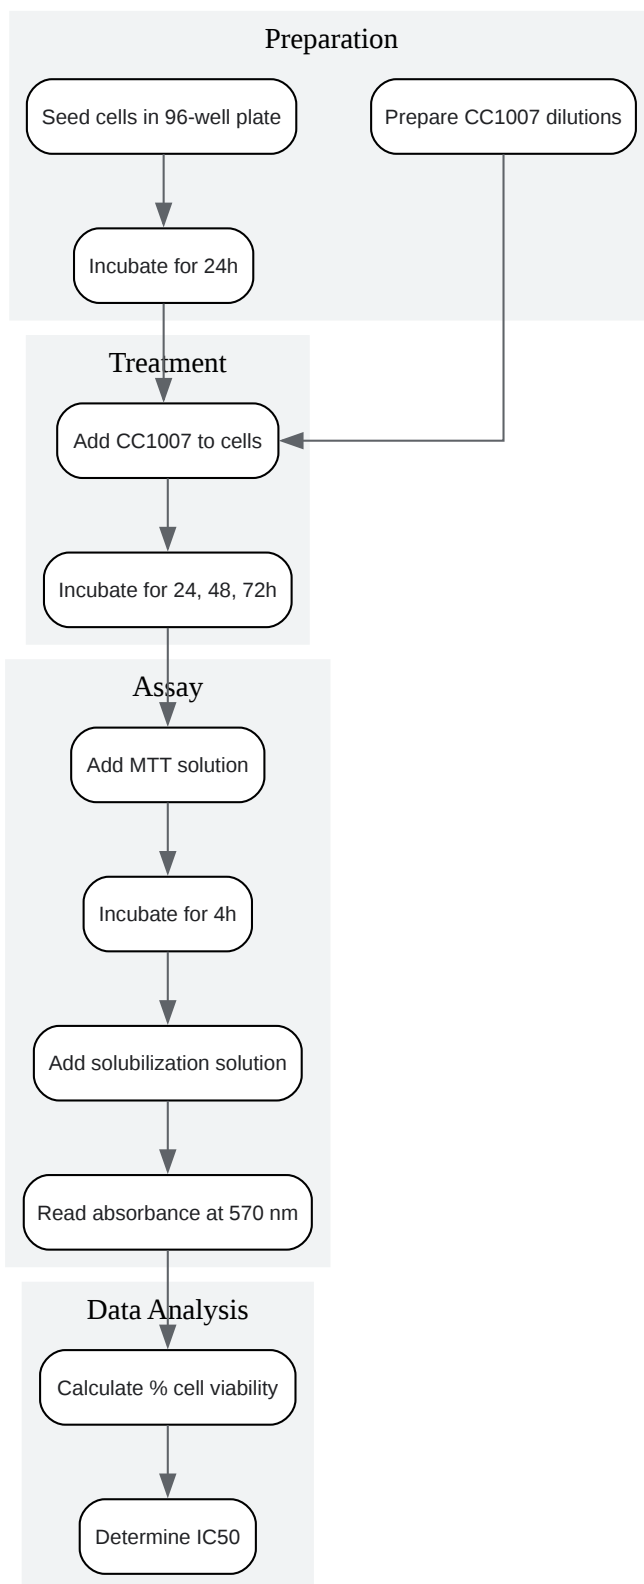 Preparation
Seed cells in 96-well plate
Prepare CC1007 dilutions
Incubate for 24h
Treatment
Add CC1007 to cells
Incubate for 24, 48, 72h
Assay
Add MTT solution
Incubate for 4h
Add solubilization solution
Read absorbance at 570 nm
Data Analysis
Calculate % cell viability
Determine IC50